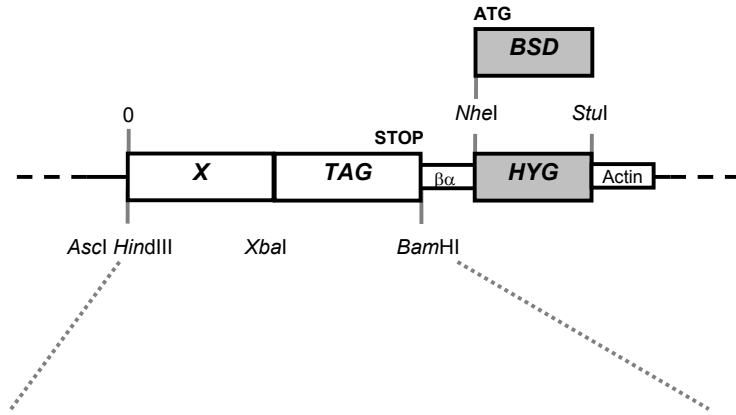 ATG
BSD
0
NheI
StuI
STOP
X
TAG
βα
HYG
Actin
AscI HindIII
XbaI
BamHI